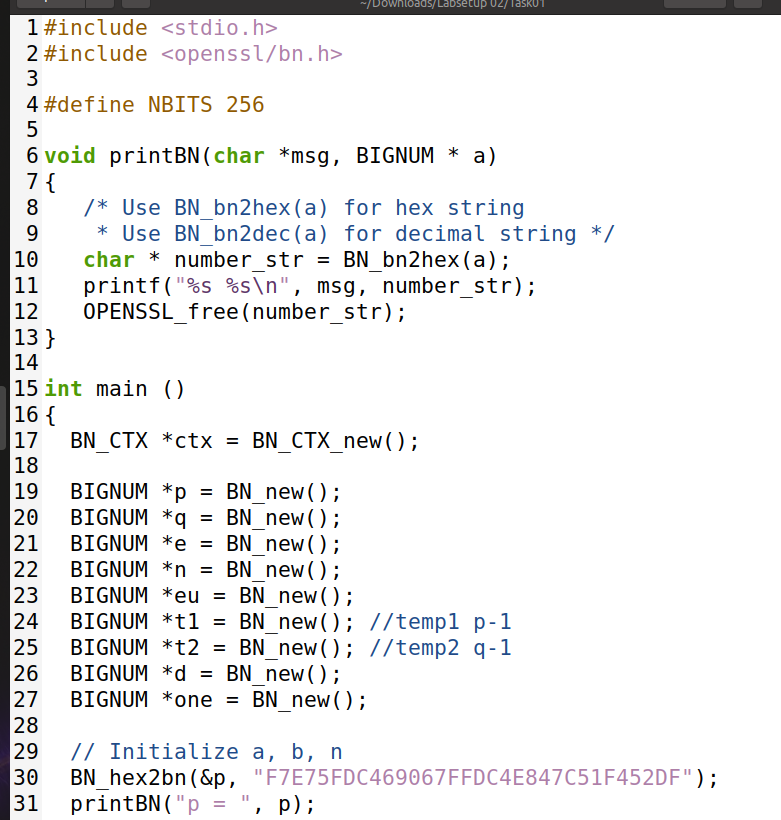 ~/Downloads/Labsetup 02/Task01
1 #include <stdio.h>
2 #include <openssl/bn.h>
3
4 #define NBITS 256
5
6 void printBN(char *msg, BIGNUM * a)
7 {
8    /* Use BN_bn2hex(a) for hex string
9     * Use BN_bn2dec(a) for decimal string */
10    char * number_str = BN_bn2hex(a);
11    printf("%s %s\n", msg, number_str);
12    OPENSSL_free(number_str);
13 }
14
15 int main ()
16 {
17   BN_CTX *ctx = BN_CTX_new();
18
19   BIGNUM *p = BN_new();
20   BIGNUM *q = BN_new();
21   BIGNUM *e = BN_new();
22   BIGNUM *n = BN_new();
23   BIGNUM *eu = BN_new();
24   BIGNUM *t1 = BN_new(); //temp1 p-1
25   BIGNUM *t2 = BN_new(); //temp2 q-1
26   BIGNUM *d = BN_new();
27   BIGNUM *one = BN_new();
28
29   // Initialize a, b, n
30   BN_hex2bn(&p, "F7E75FDC469067FFDC4E847C51F452DF");
31   printBN("p = ", p);